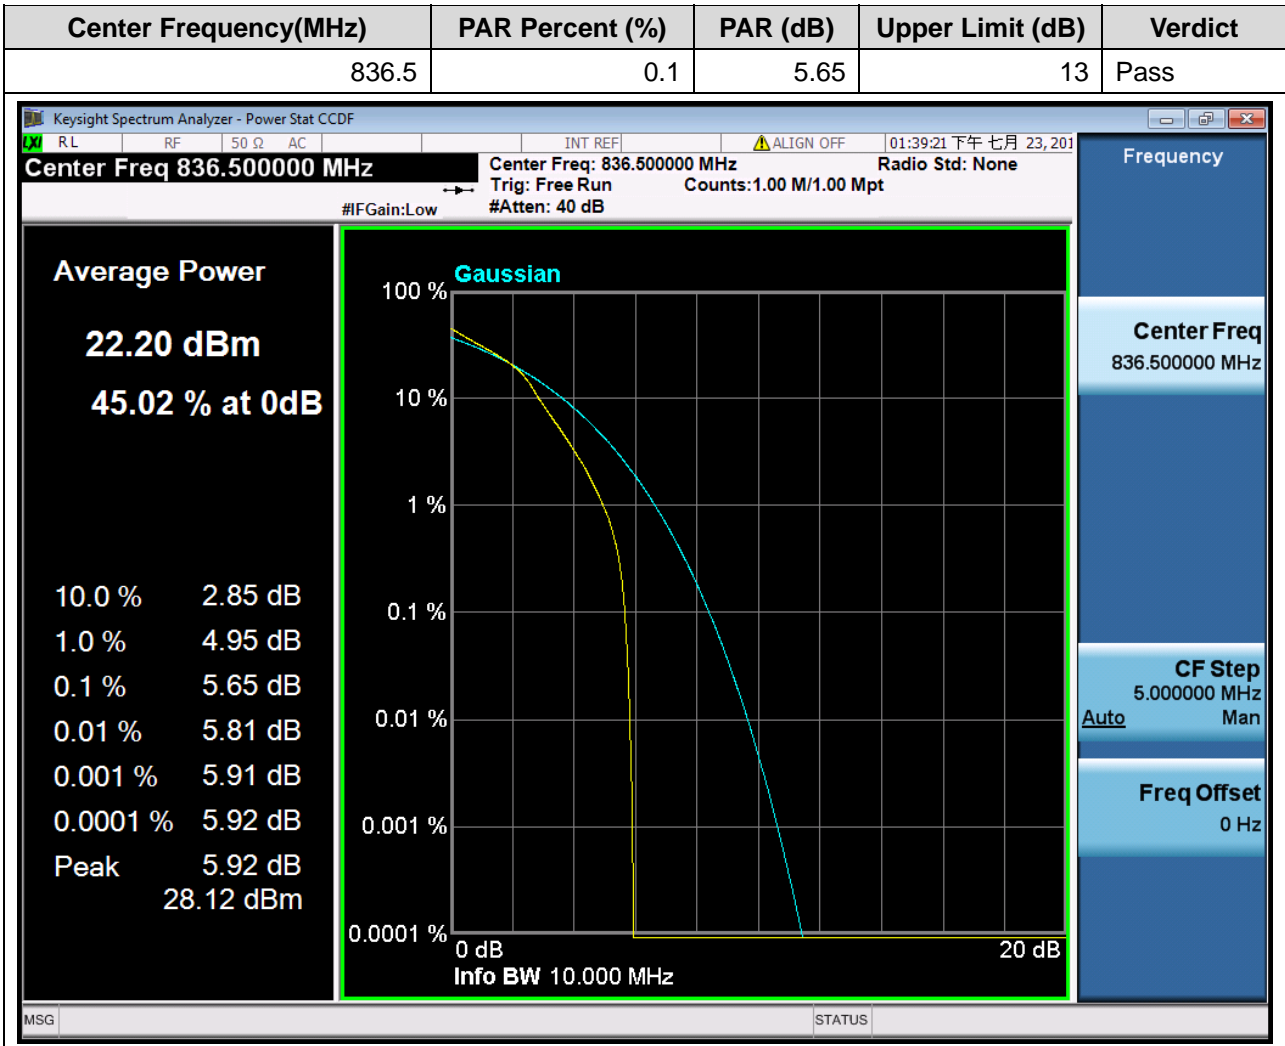 Center Frequency(MHz) PAR Percent (%) PAR (dB) Upper Limit (dB) Verdict
836.5 0.1 5.65 13 Pass
Keysight Spectrum Analyzer - Power Stat CCDF
LXI RL RF 50 Ω AC INT REF ALIGN OFF 01:39:21 下午 七月 23, 201
Center Freq 836.500000 MHz
Center Freq: 836.500000 MHz Radio Std: None
Trig: Free Run Counts:1.00 M/1.00 Mpt
#IFGain:Low #Atten: 40 dB
Average Power
22.20 dBm
45.02 % at 0dB
10.0 % 2.85 dB
1.0 % 4.95 dB
0.1 % 5.65 dB
0.01 % 5.81 dB
0.001 % 5.91 dB
0.0001 % 5.92 dB
Peak 5.92 dB
28.12 dBm
Gaussian
100 %
10 %
1 %
0.1 %
0.01 %
0.001 %
0.0001 %
0 dB 20 dB
Info BW 10.000 MHz
Frequency
Center Freq
836.500000 MHz
CF Step
5.000000 MHz
Auto Man
Freq Offset
0 Hz
MSG STATUS